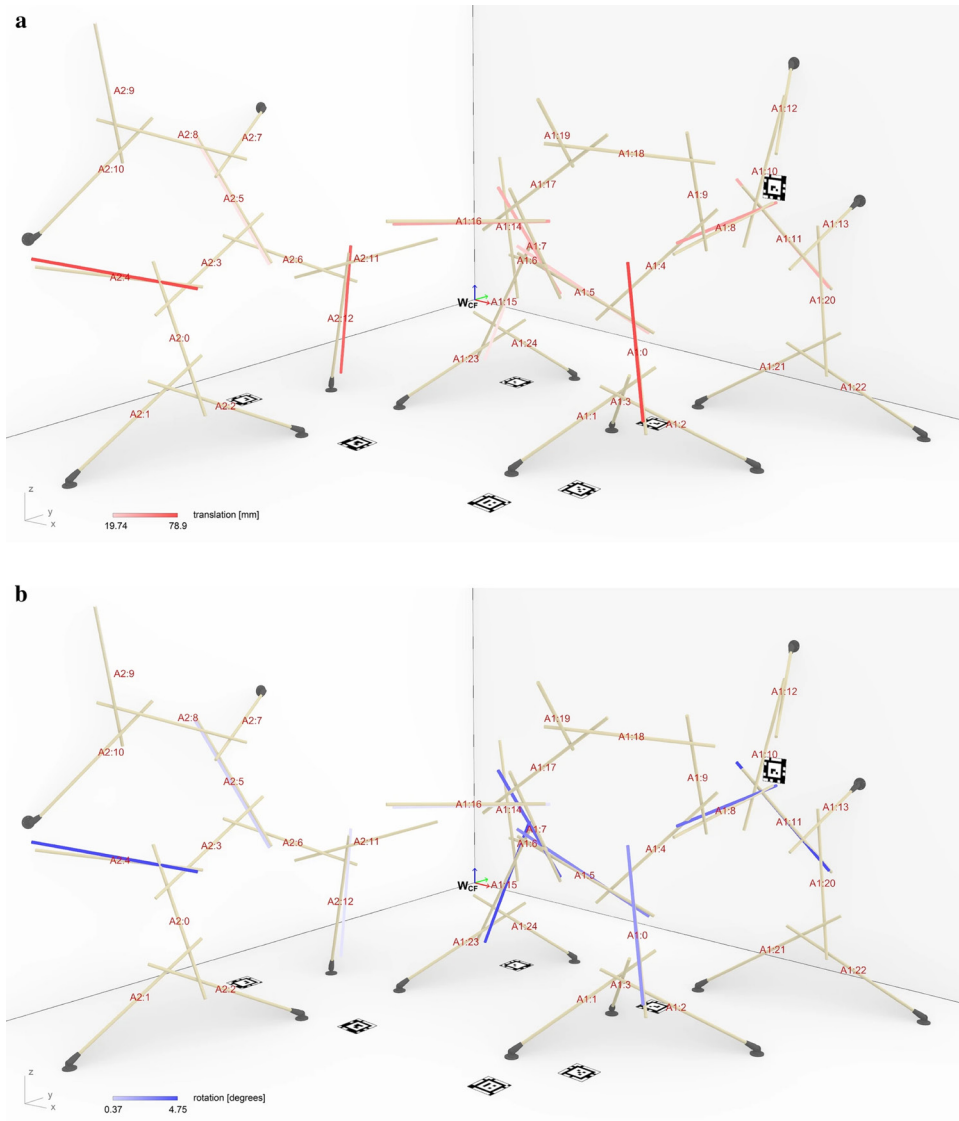 a
A2:9
A1:12
A2:8
A2:7
A1:19
A1:18
A2:10
A1:10
A1:17
A2:5
A1:9
A1:16
A1:14
A1:8
A1:13
A1:7
A1:11
A2:3
A2:6
A2:11
A1:6
A1:4
A2:4
A1:5
A1:20
W CF
A1:15
A2:12
A2:0
A1:24
A1:0
A1:23
A1:21
A1:22
A1:3
A2:2
A2:1
A1:1
A1:2
z
y
x
translation [mm]
19.74 78.9
b
A2:9
A1:12
A2:8
A2:7
A1:19
A1:18
A2:10
A1:10
A1:17
A2:5
A1:9
A1:16
A1:14
A1:8
A1:13
A1:7
A1:11
A2:3
A2:6
A2:11
A1:6
A1:4
A2:4
A1:5
A1:20
W CF
A1:15
A2:12
A2:0
A1:24
A1:0
A1:23
A1:21
A1:22
A1:3
A2:2
A2:1
A1:1
A1:2
z
y
x
rotation [degrees]
0.37 4.75